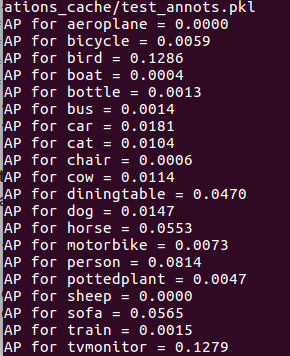 ations_cache/test_annots.pkl
AP for aeroplane = 0.0000
AP for bicycle = 0.0059
AP for bird = 0.1286
AP for boat = 0.0004
AP for bottle = 0.0013
AP for bus = 0.0014
AP for car = 0.0181
AP for cat = 0.0104
AP for chair = 0.0006
AP for cow = 0.0114
AP for diningtable = 0.0470
AP for dog = 0.0147
AP for horse = 0.0553
AP for motorbike = 0.0073
AP for person = 0.0814
AP for pottedplant = 0.0047
AP for sheep = 0.0000
AP for sofa = 0.0565
AP for train = 0.0015
AP for tvmonitor = 0.1279